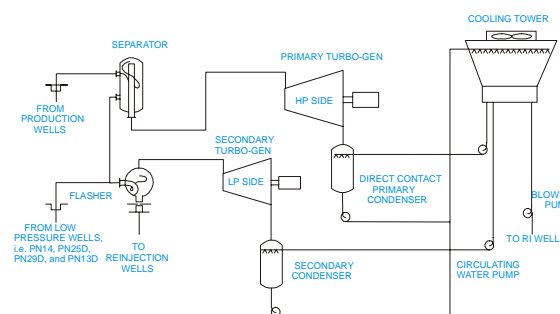 COOLING TOWER
SEPARATOR
PRIMARY TURBO-GEN
HP SIDE
FROM
PRODUCTION
WELLS
SECONDARY
TURBO-GEN
LP SIDE
DIRECT CONTACT
PRIMARY
CONDENSER
FLASHER
BLOW
PUM
FROM LOW
PRESSURE WELLS,
i.e. PN14, PN25D,
PN29D, and PN13D
TO
REINJECTION
WELLS
TO RI WELL
SECONDARY
CONDENSER
CIRCULATING
WATER PUMP